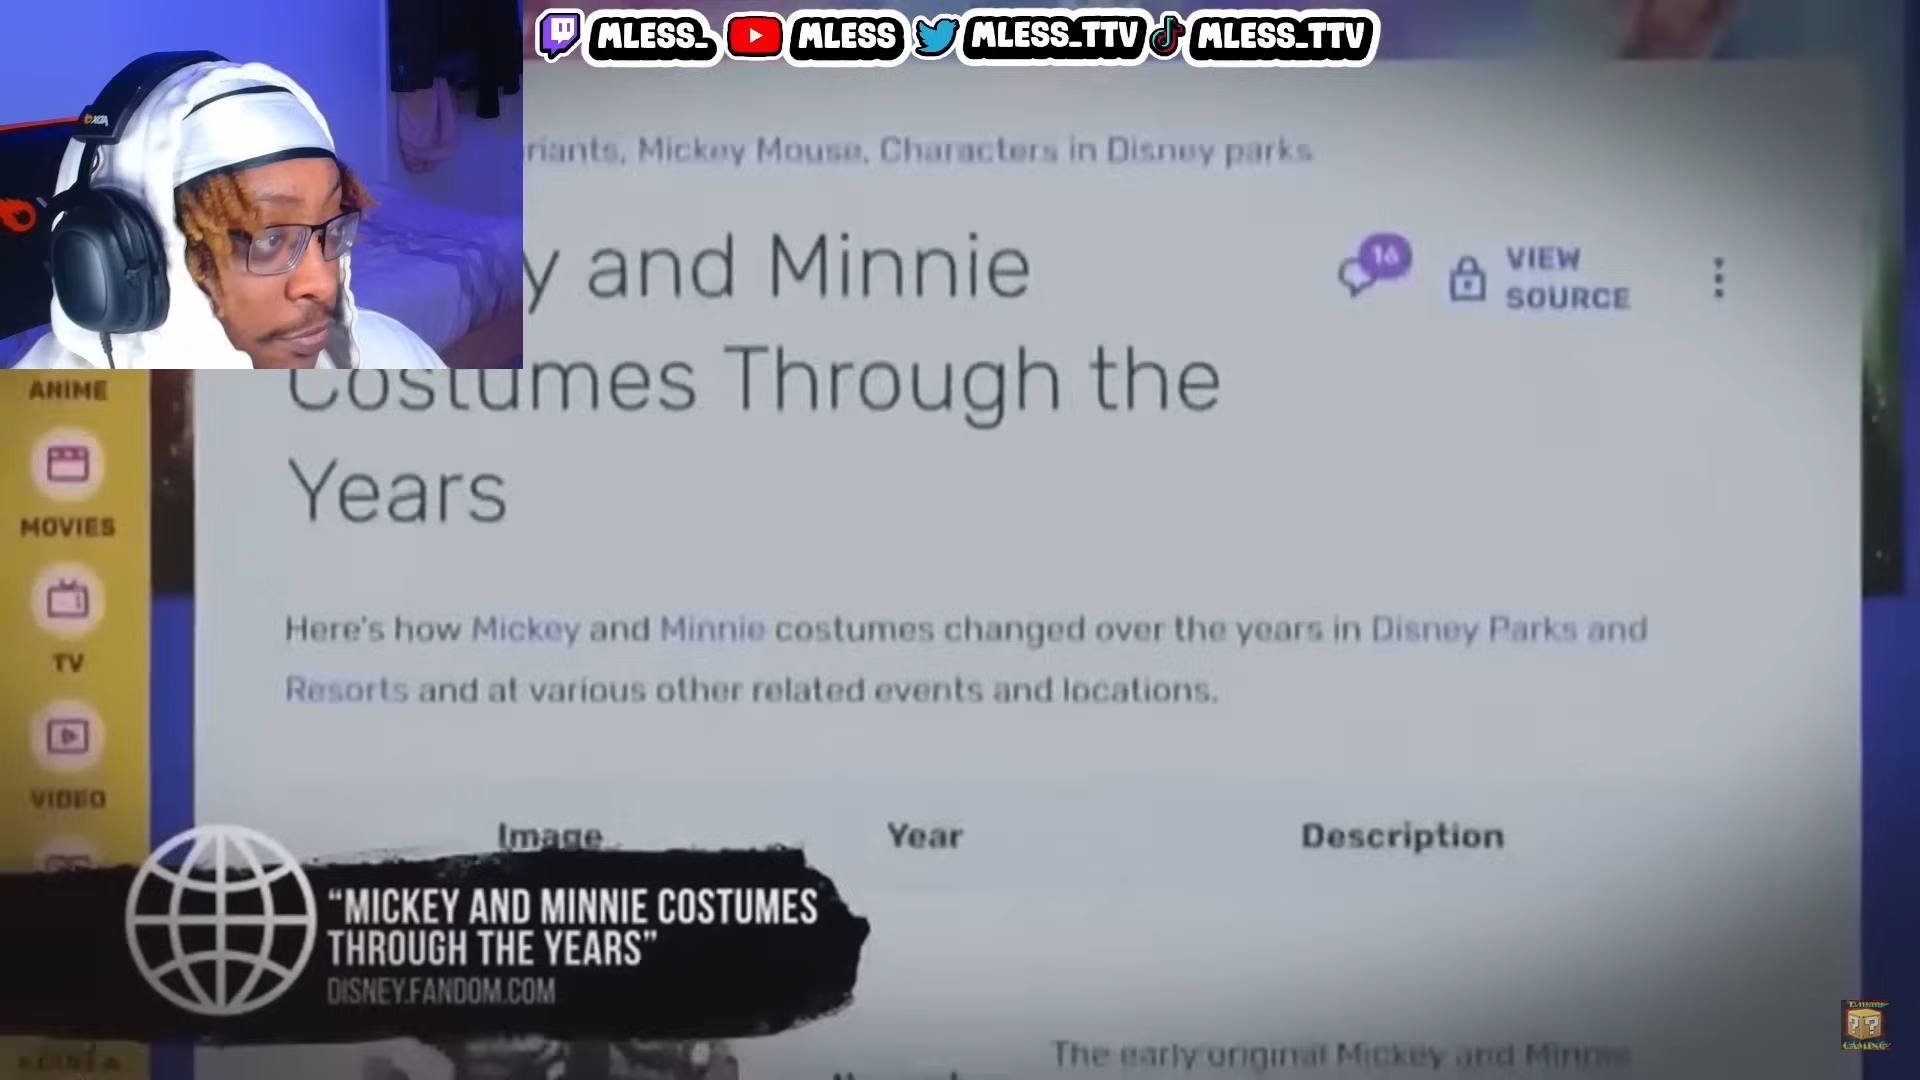 MLESS_ MLESS MLESS_TTV MLESS_TTV
riants, Mickey Mouse, Characters in Disney parks
y and Minnie
Costumes Through the
Years
16
VIEW
SOURCE
ANIME
MOVIES
TV
VIDEO
Here's how Mickey and Minnie costumes changed over the years in Disney Parks and
Resorts and at various other related events and locations.
Image Year Description
“MICKEY AND MINNIE COSTUMES
THROUGH THE YEARS”
DISNEY.FANDOM.COM
The early original Mickey and Minnie
GAMING